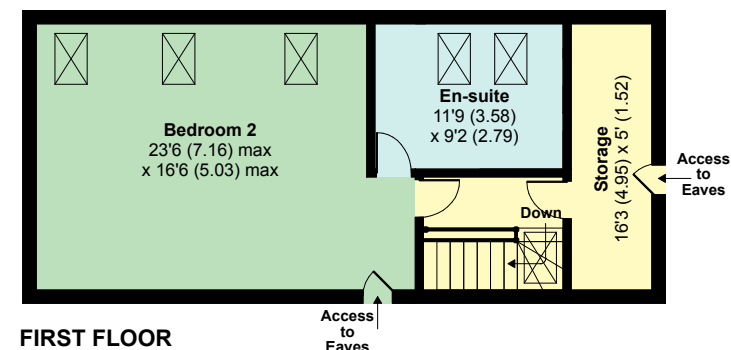 Bedroom 2
23'6 (7.16) max
x 16'6 (5.03) max
En-suite
11'9 (3.58)
x 9'2 (2.79)
Storage
16'3 (4.95) x 5' (1.52)
Access
to
Eaves
Down
Access
to
Eaves
FIRST FLOOR